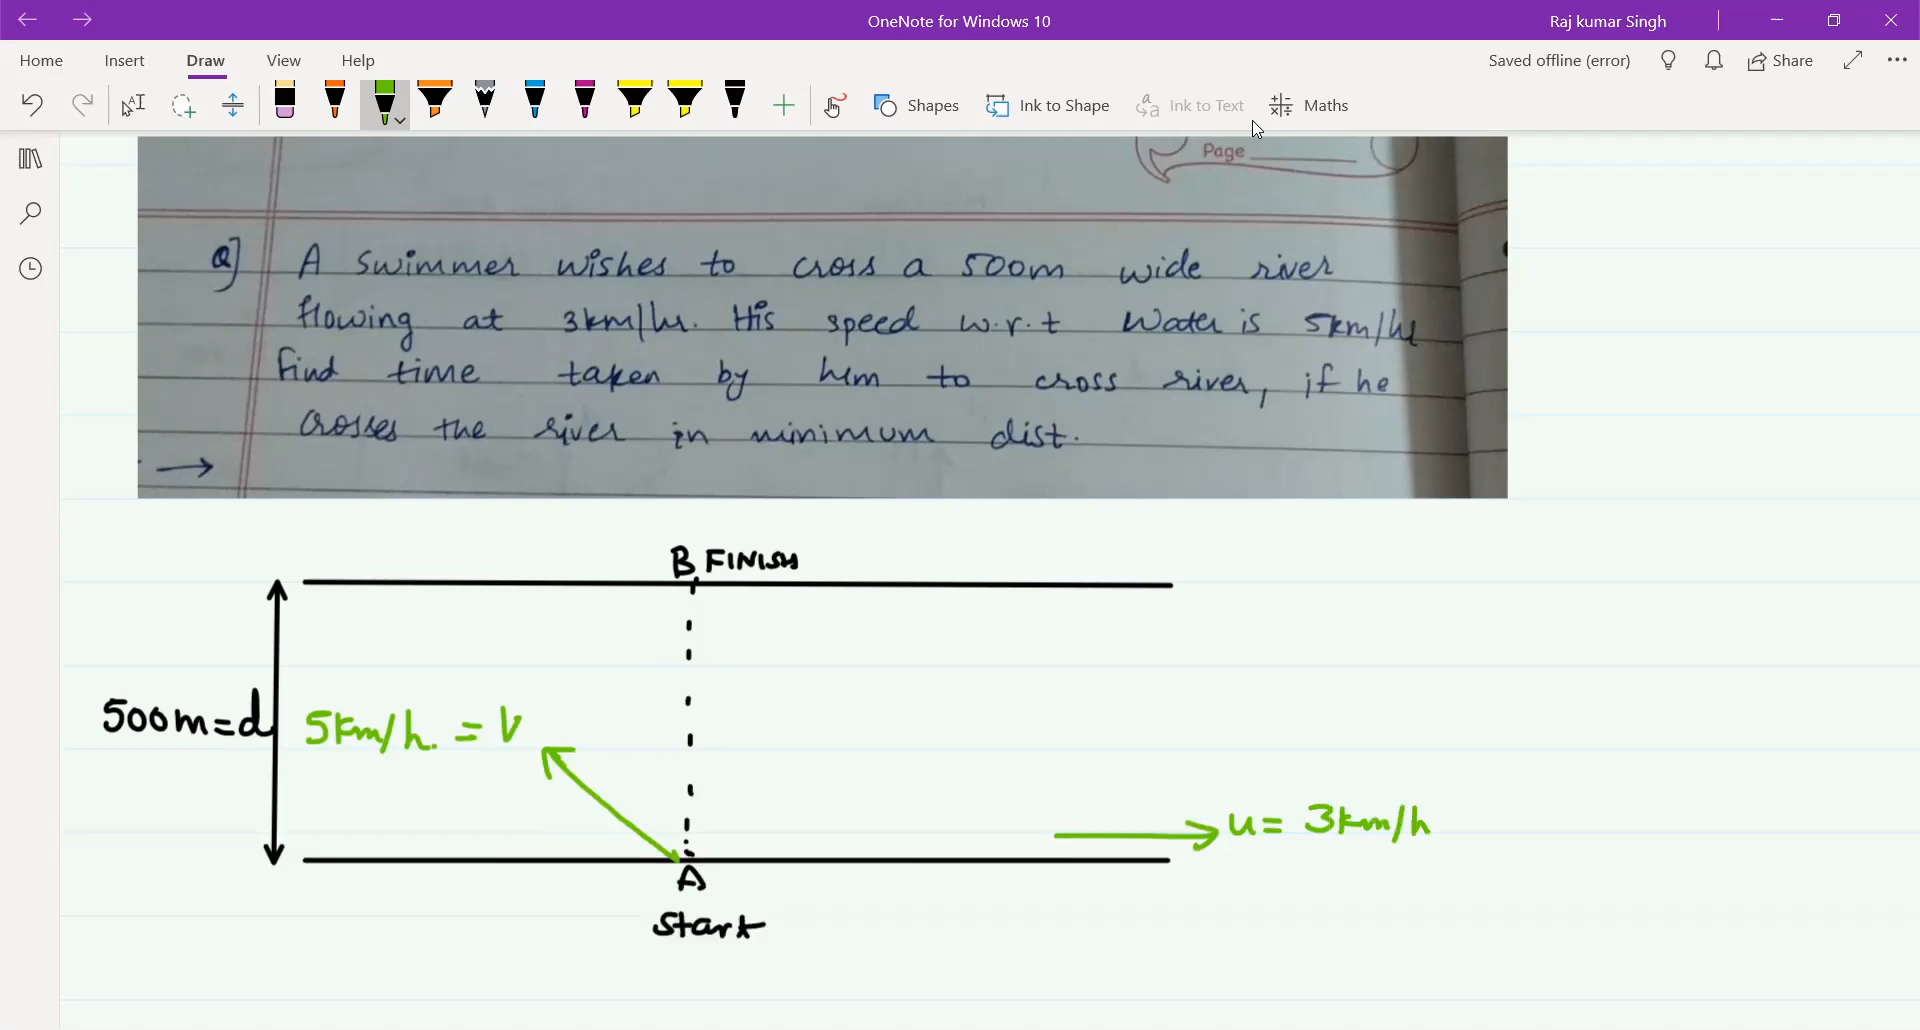 OneNote for Windows 10
Raj kumar Singh
Home Insert Draw View Help
Saved offline (error) Share
Shapes Ink to Shape Ink to Text Maths
Page
Q] A swimmer wishes to cross a 500m wide river
flowing at 3km/hr. His speed w.r.t water is 5km/hr
Find time taken by him to cross river, if he
crosses the river in minimum dist.
B FINISH
500m=d
5km/h. = V
u= 3km/h
A
Start